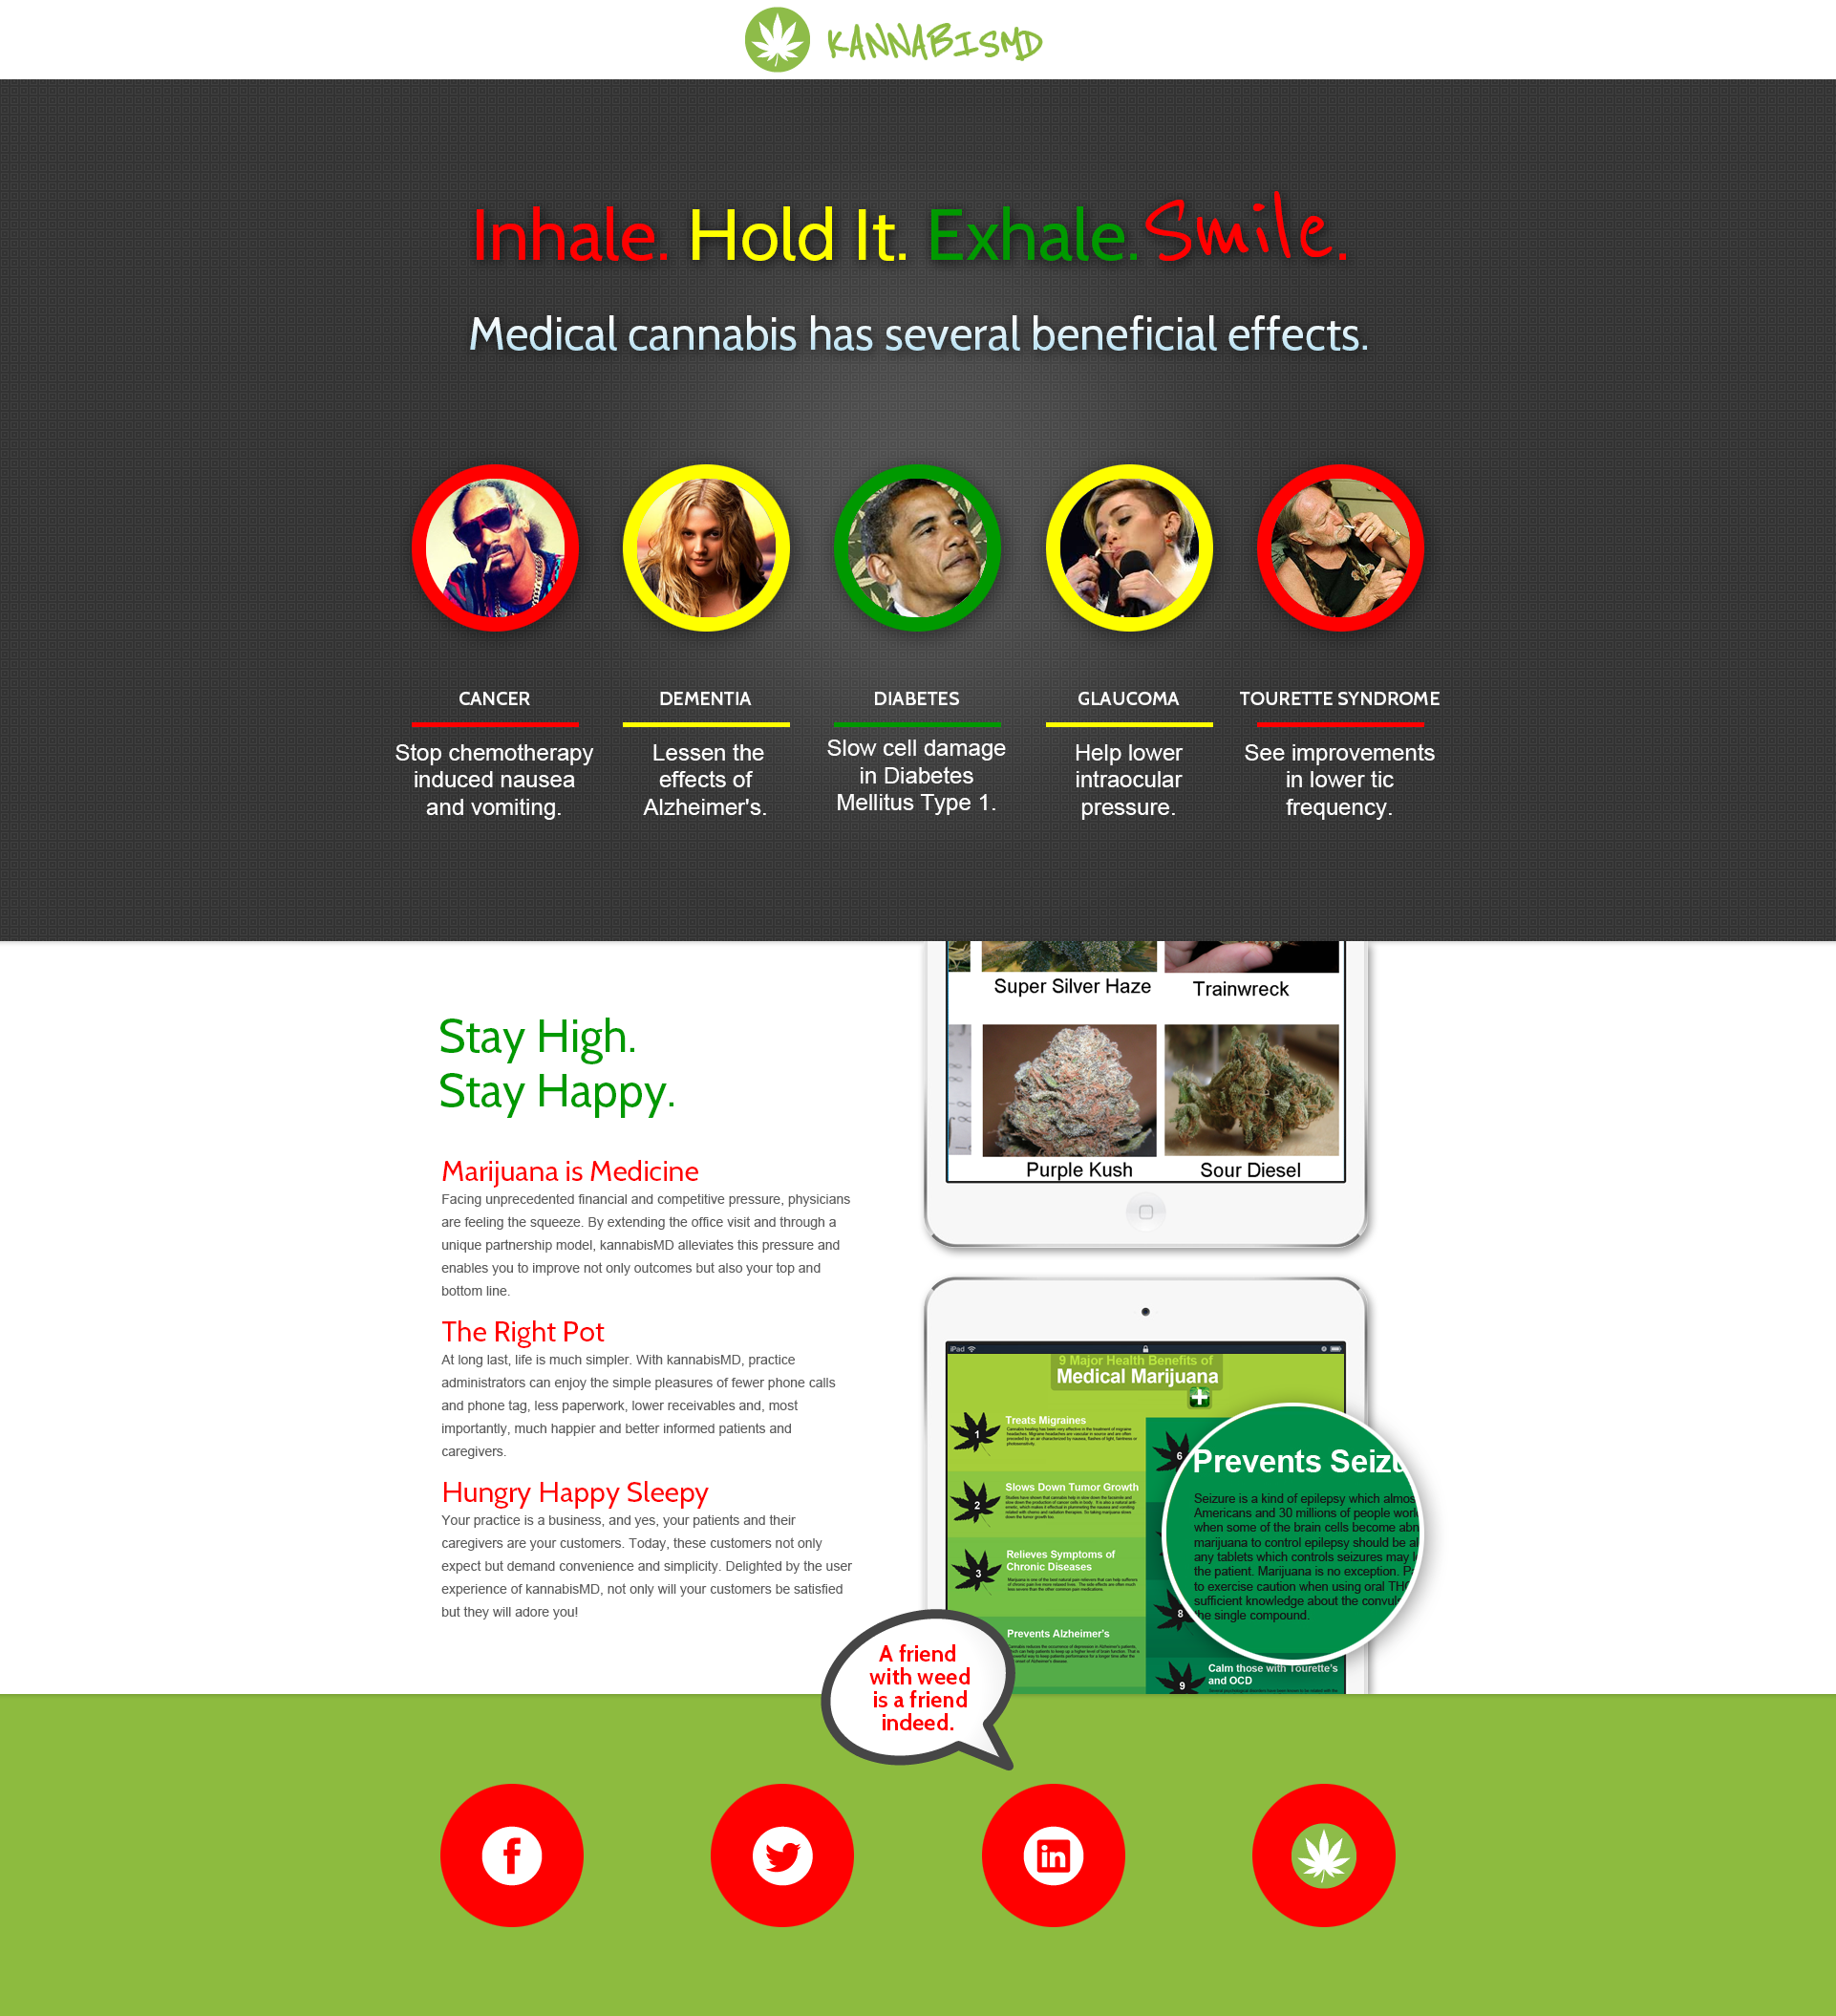 KANNABISMD
Inhale. Hold It. Exhale. Smile.
Medical cannabis has several beneficial effects.
CANCER
Stop chemotherapy
induced nausea
and vomiting.
DEMENTIA
Lessen the
effects of
Alzheimer's.
DIABETES
Slow cell damage
in Diabetes
Mellitus Type 1.
GLAUCOMA
Help lower
intraocular
pressure.
TOURETTE SYNDROME
See improvements
in lower tic
frequency.
Super Silver Haze
Trainwreck
Purple Kush
Sour Diesel
Stay High.
Stay Happy.
Marijuana is Medicine
Facing unprecedented financial and competitive pressure, physicians
are feeling the squeeze. By extending the office visit and through a
unique partnership model, kannabisMD alleviates this pressure and
enables you to improve not only outcomes but also your top and
bottom line.
The Right Pot
At long last, life is much simpler. With kannabisMD, practice
administrators can enjoy the simple pleasures of fewer phone calls
and phone tag, less paperwork, lower receivables and, most
importantly, much happier and better informed patients and
caregivers.
Hungry Happy Sleepy
Your practice is a business, and yes, your patients and their
caregivers are your customers. Today, these customers not only
expect but demand convenience and simplicity. Delighted by the user
experience of kannabisMD, not only will your customers be satisfied
but they will adore you!
iPad
9 Major Health Benefits of
Medical Marijuana
1
Treats Migraines
2
Slows Down Tumor Growth
3
Relieves Symptoms of
Chronic Diseases
Prevents Alzheimer's
6
Prevents Seizu
Seizure is a kind of epilepsy which almos
Americans and 30 millions of people worl
when some of the brain cells become abn
marijuana to control epilepsy should be al
any tablets which controls seizures may l
the patient. Marijuana is no exception. Pa
to exercise caution when using oral THC
sufficient knowledge about the convul
the single compound.
8
9
Calm those with Tourette's
and OCD
A friend
with weed
is a friend
indeed.
f
in